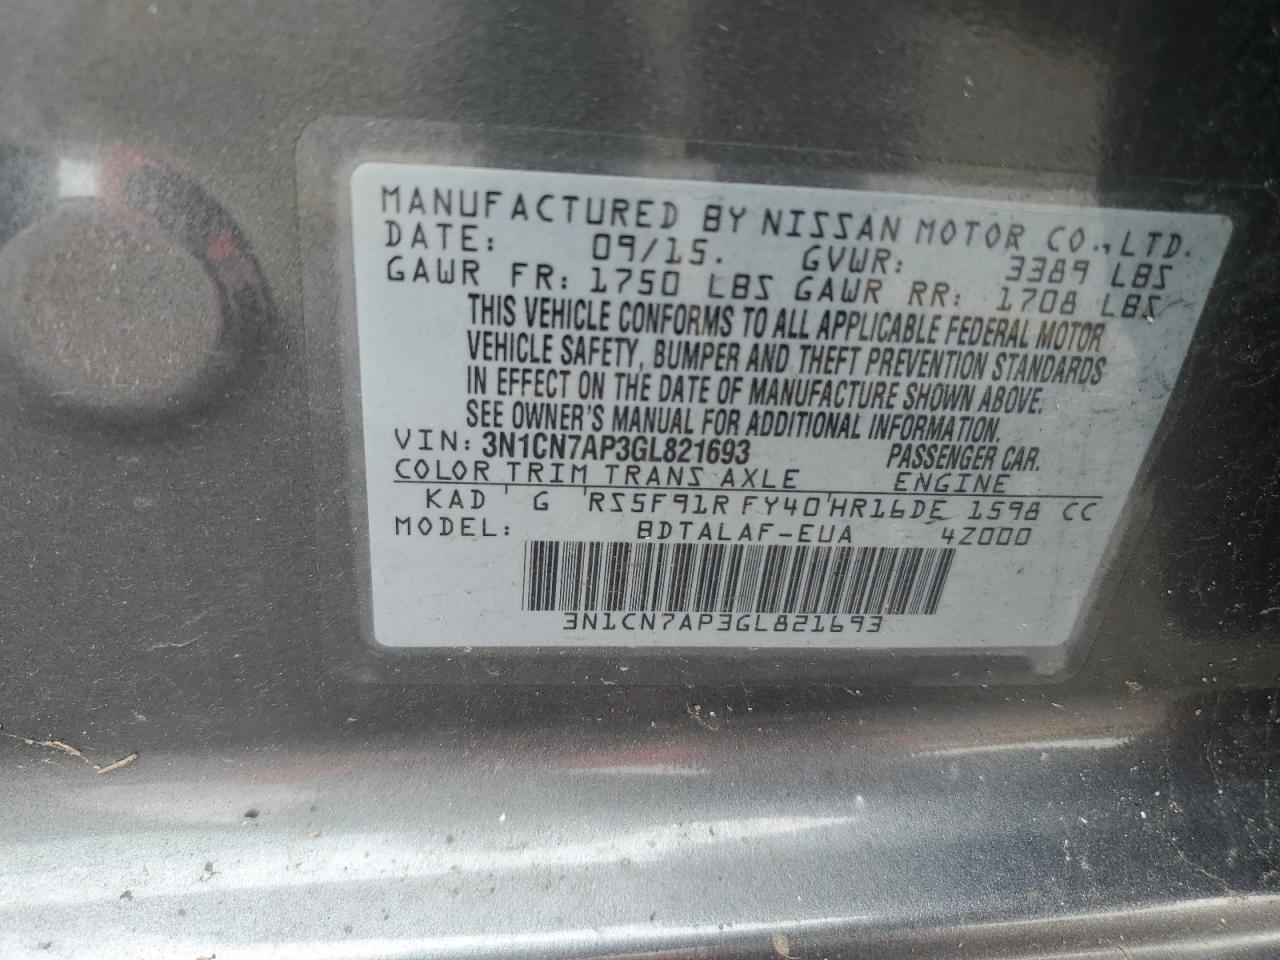 MANUFACTURED BY NISSAN MOTOR CO.,LTD.
DATE: 09/15. GVWR: 3389 LBS
GAWR FR: 1750 LBS GAWR RR: 1708 LBS
THIS VEHICLE CONFORMS TO ALL APPLICABLE FEDERAL MOTOR
VEHICLE SAFETY, BUMPER AND THEFT PREVENTION STANDARDS
IN EFFECT ON THE DATE OF MANUFACTURE SHOWN ABOVE.
SEE OWNER'S MANUAL FOR ADDITIONAL INFORMATION.
VIN: 3N1CN7AP3GL821693 PASSENGER CAR.
COLOR TRIM TRANS AXLE ENGINE
KAD ' G 'RS5F91R FY40'HR16DE 1598 CC
MODEL: BDTALAF-EUA 4Z000
3N1CN7AP3GL821693